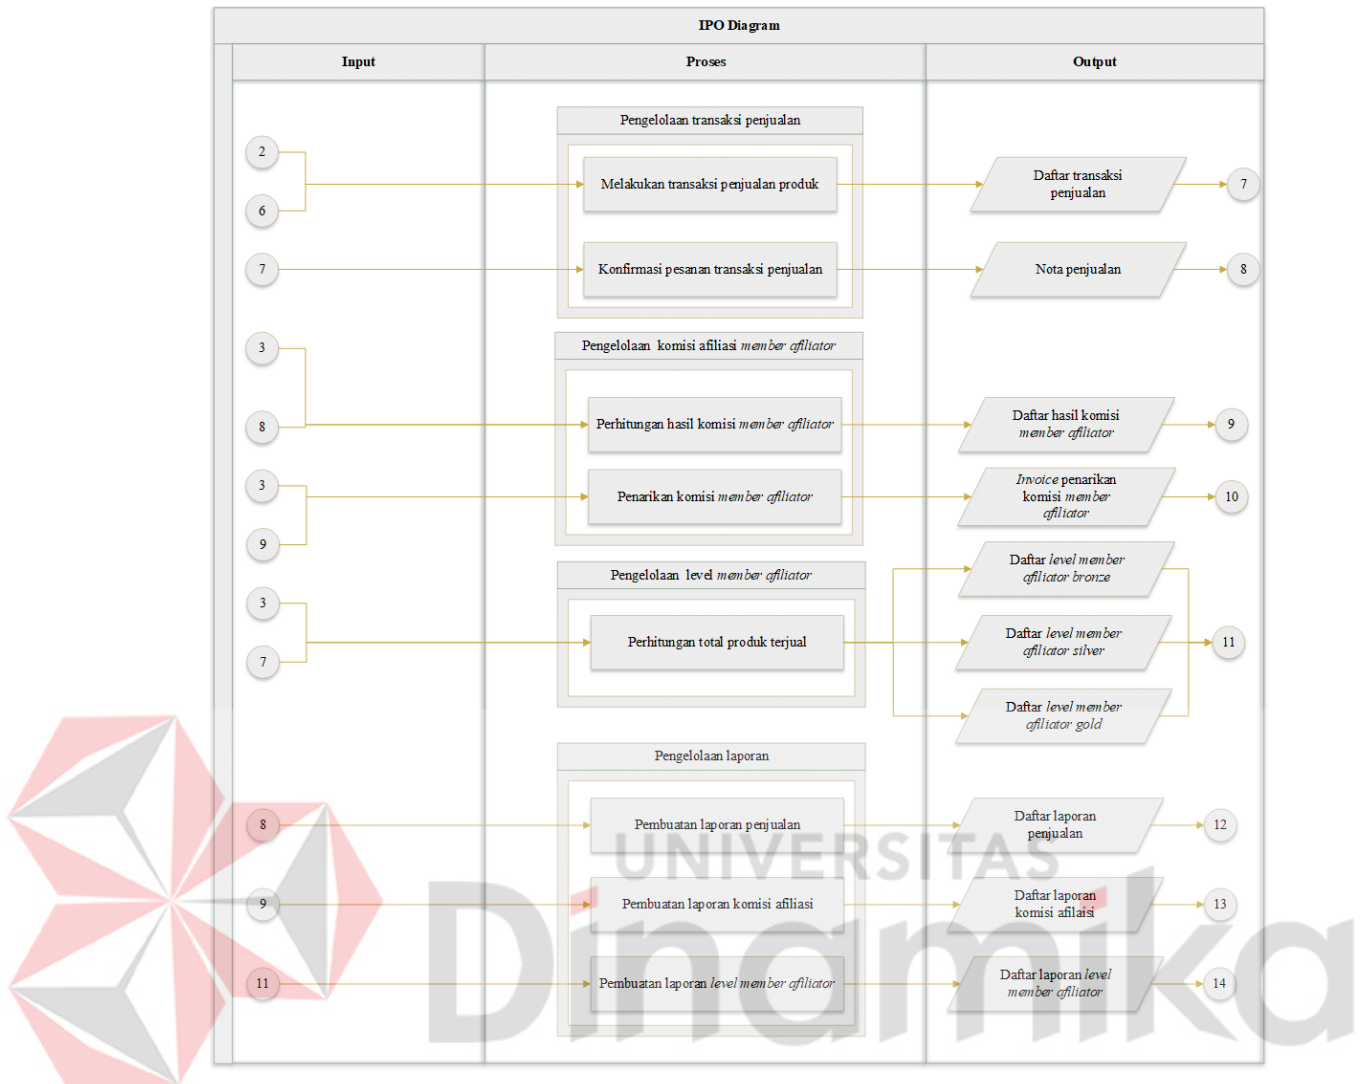 IPO Diagram
Input
Proses
Output
Pengelolaan transaksi penjualan
2
6
Melakukan transaksi penjualan produk
Daftar transaksi
penjualan
7
7
Konfirmasi pesanan transaksi penjualan
Nota penjualan
8
Pengelolaan komisi afiliasi member afiliator
3
8
Perhitungan hasil komisi member afiliator
Daftar hasil komisi
member afiliator
9
3
9
Penarikan komisi member afiliator
Invoice penarikan
komisi member
afiliator
10
Pengelolaan level member afiliator
3
7
Perhitungan total produk terjual
Daftar level member
afiliator bronze
Daftar level member
afiliator silver
Daftar level member
afiliator gold
11
Pengelolaan laporan
8
Pembuatan laporan penjualan
Daftar laporan
penjualan
12
9
Pembuatan laporan komisi afiliasi
Daftar laporan
komisi afilaisi
13
11
Pembuatan laporan level member afiliator
Daftar laporan level
member afiliator
14
UNIVERSITAS
Dinamika